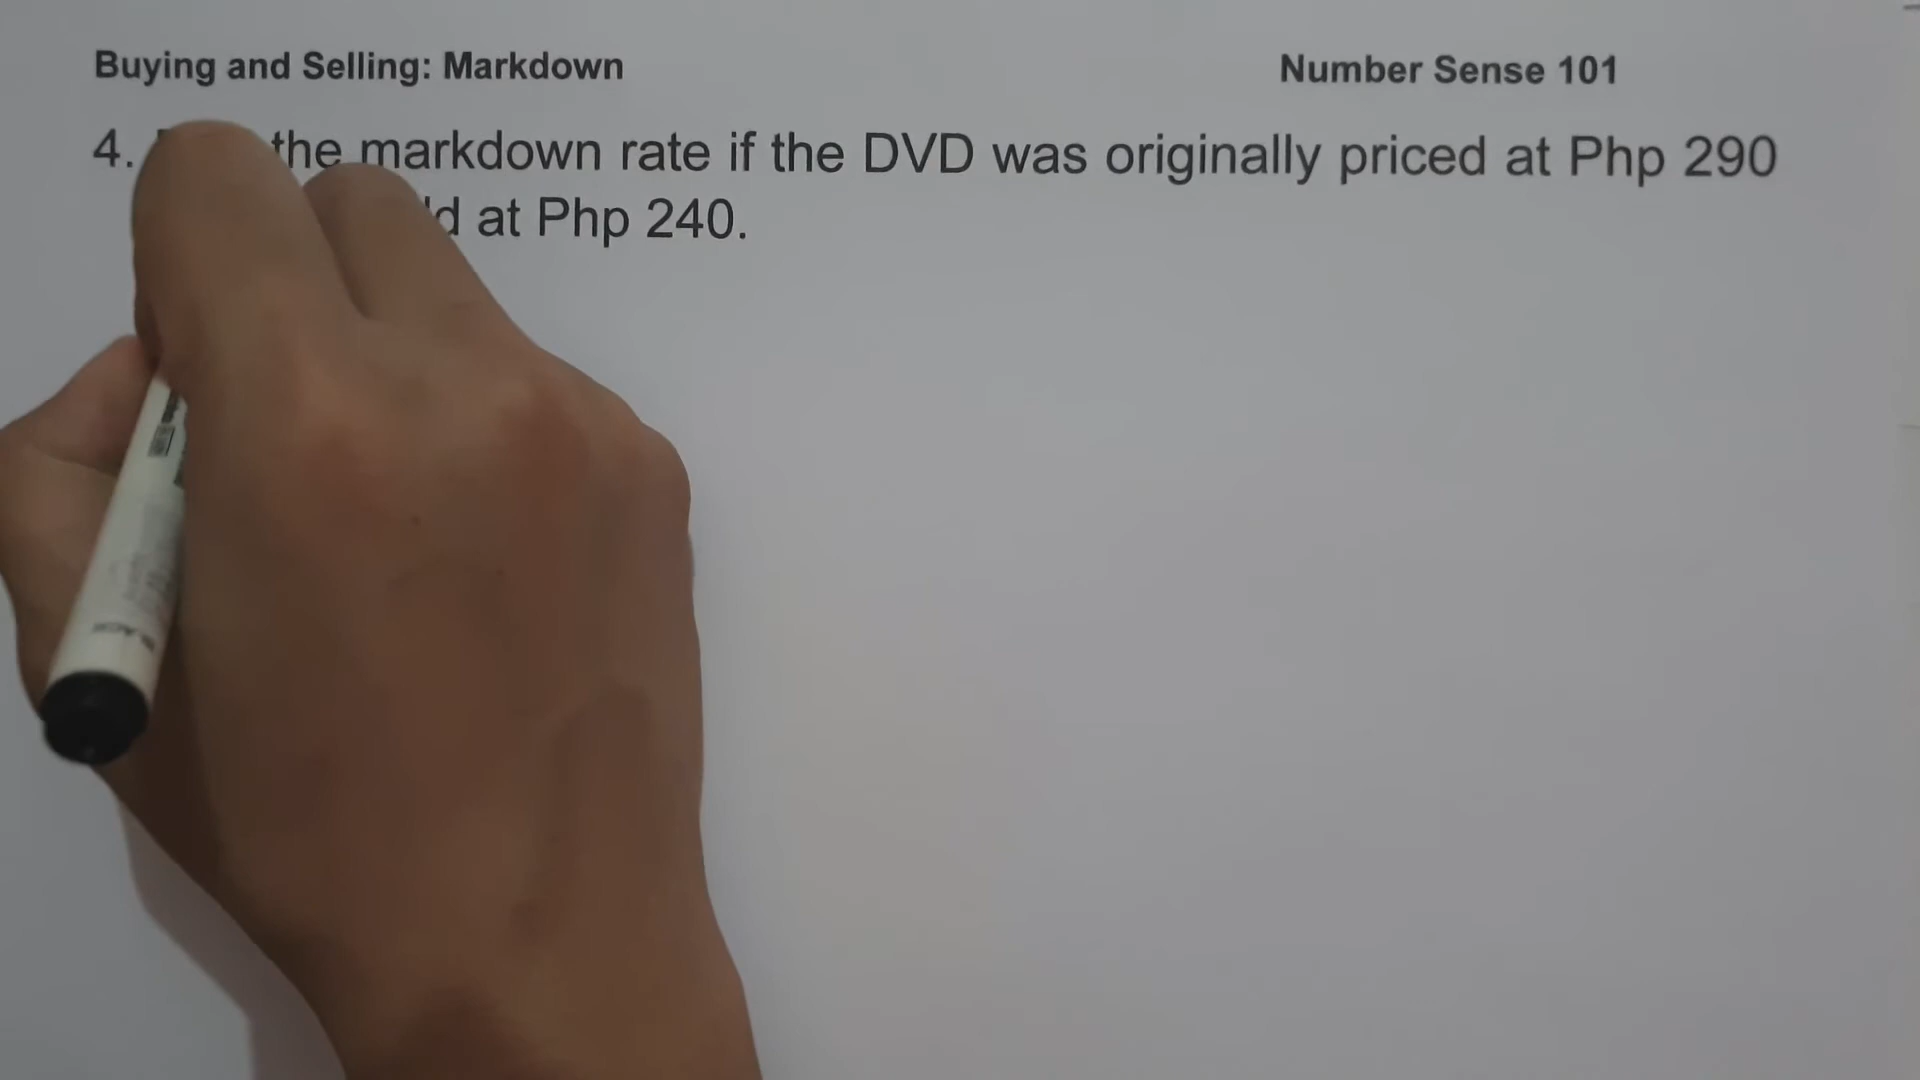 Buying and Selling: Markdown
Number Sense 101
4. the markdown rate if the DVD was originally priced at Php 290
at Php 240.
BLACK